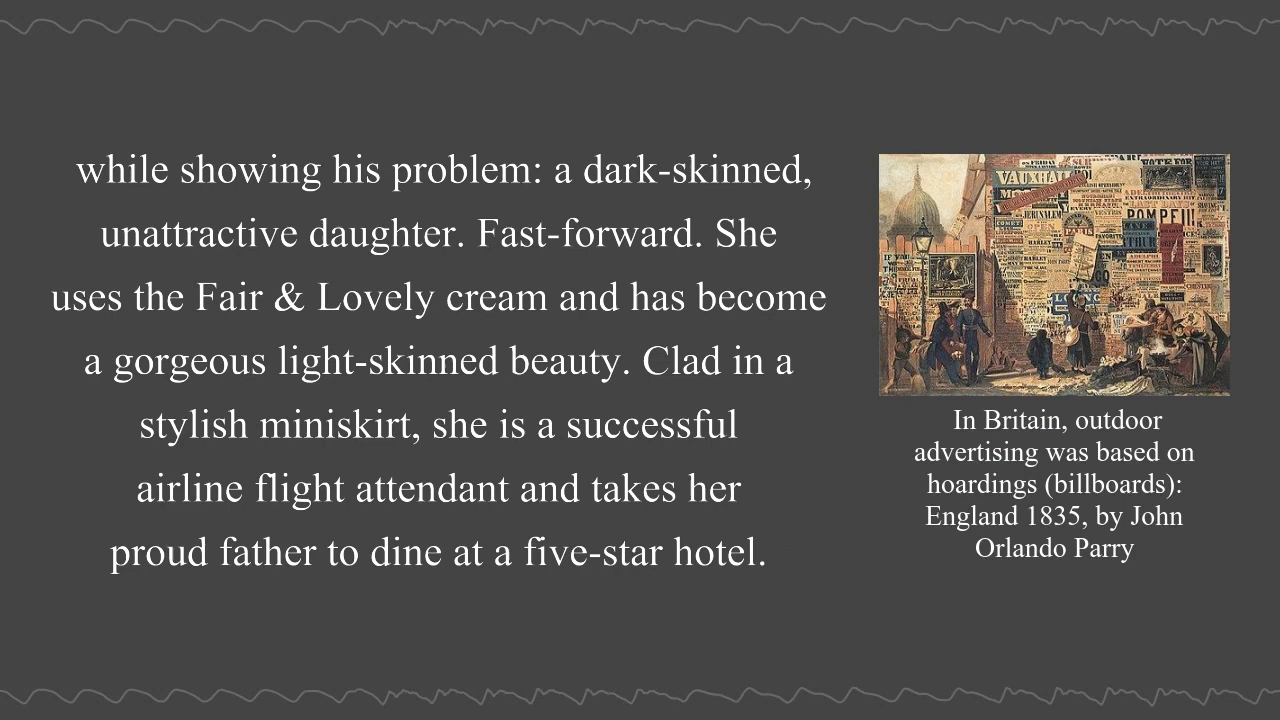 while showing his problem: a dark-skinned,
unattractive daughter. Fast-forward. She
uses the Fair & Lovely cream and has become
a gorgeous light-skinned beauty. Clad in a
stylish miniskirt, she is a successful
airline flight attendant and takes her
proud father to dine at a five-star hotel.
VAUXHALL
JERUSALEM
POMPEII
In Britain, outdoor
advertising was based on
hoardings (billboards):
England 1835, by John
Orlando Parry